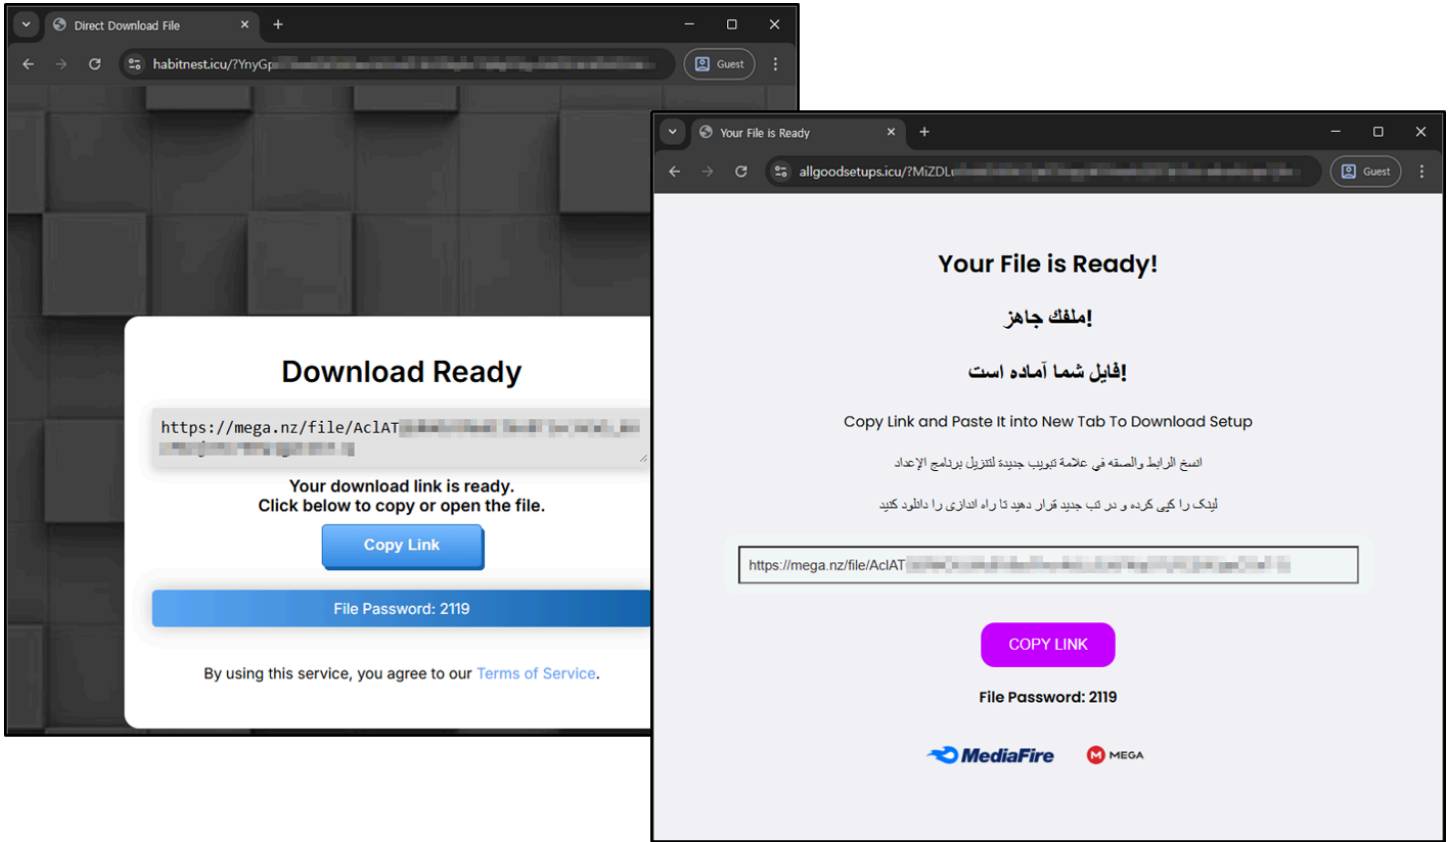 Direct Download File
habitnest.icu/?YnyGp
Guest
Download Ready
https://mega.nz/file/AclAT
Your download link is ready.
Click below to copy or open the file.
Copy Link
File Password: 2119
By using this service, you agree to our Terms of Service.
Your File is Ready
allgoodsetups.icu/?MiZDL
Guest
Your File is Ready!
ملفك جاهز!
فایل شما آماده است!
Copy Link and Paste It into New Tab To Download Setup
انسخ الرابط والصقه في علامة تبويب جديدة لتنزيل برنامج الإعداد
لینک را کپی کرده و در تب جدید قرار دهید تا راه اندازی را دانلود کنید
https://mega.nz/file/AclAT
COPY LINK
File Password: 2119
MediaFire
MEGA